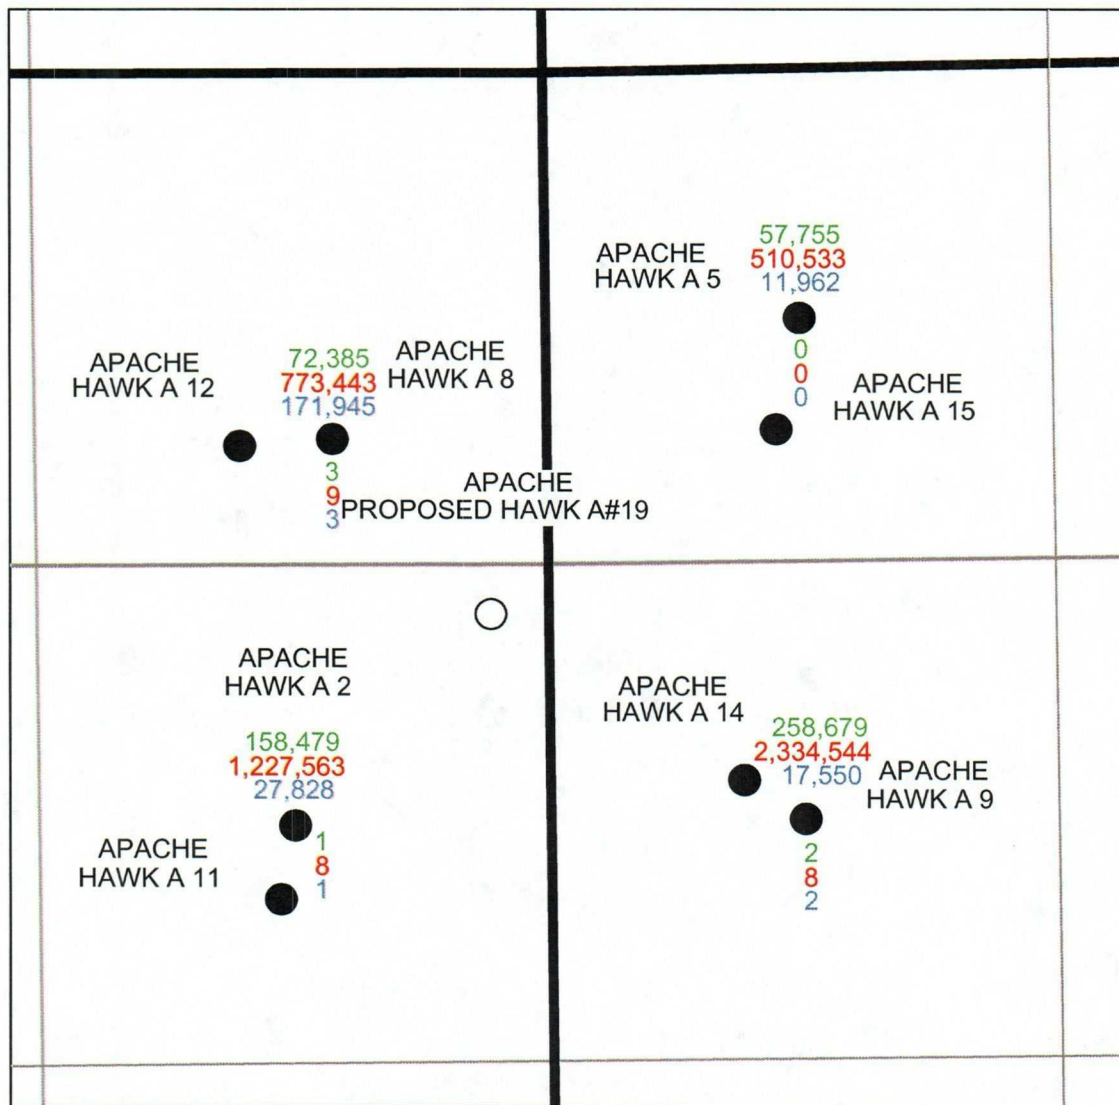 57,755
APACHE
510,533
HAWK A 5
11,962
0
0
0
APACHE
HAWK A 15
APACHE
HAWK A 12
72,385
773,443
171,945
APACHE
HAWK A 8
3
9
3
APACHE
PROPOSED HAWK A#19
APACHE
HAWK A 2
158,479
1,227,563
27,828
1
8
1
APACHE
HAWK A 11
APACHE
HAWK A 14
258,679
2,334,544
17,550
APACHE
HAWK A 9
2
8
2